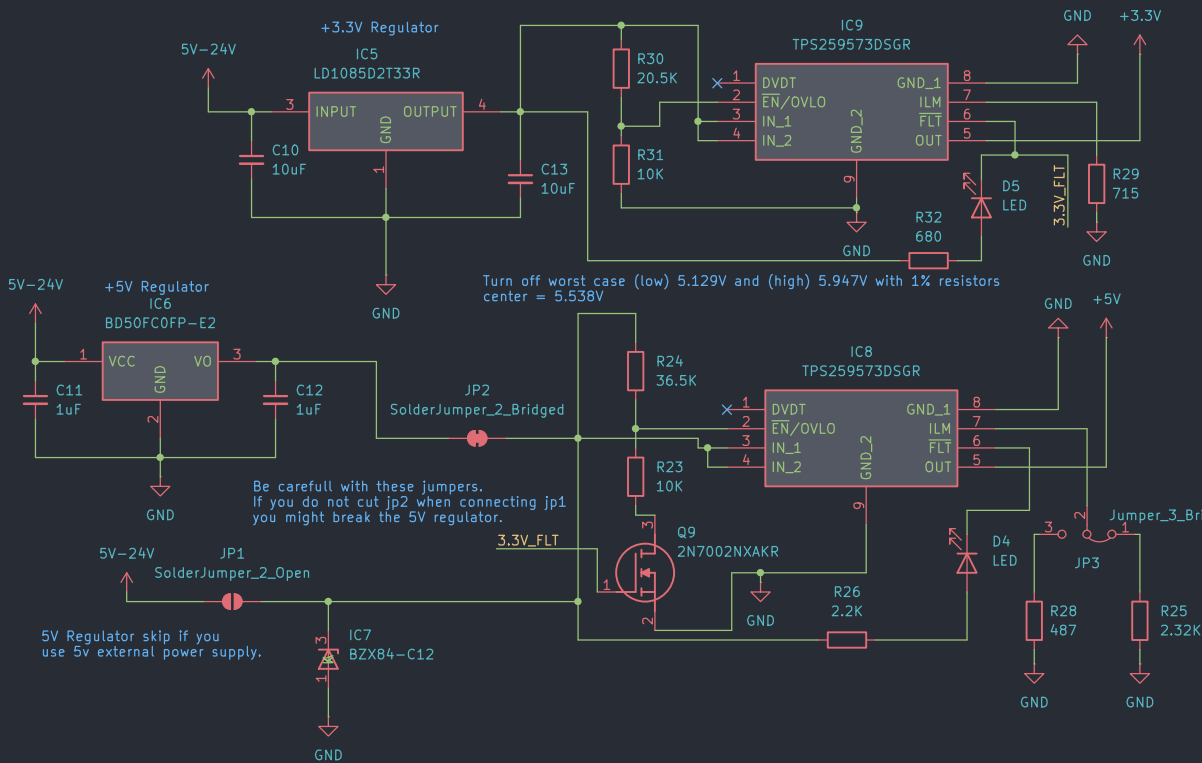 +3.3V Regulator
5V-24V
IC5
LD1085D2T33R
3
INPUT
OUTPUT
4
GND
1
C10
10uF
C13
10uF
GND
R30
20.5K
R31
10K
IC9
TPS259573DSGR
1
DVDT
2
EN/OVLO
3
IN_1
4
IN_2
GND_1
8
ILM
7
FLT
6
OUT
5
GND_2
9
GND
+3.3V
GND
D5
LED
3.3V_FLT
R29
715
GND
R32
680
Turn off worst case (low) 5.129V and (high) 5.947V with 1% resistors
center = 5.538V
5V-24V
+5V Regulator
IC6
BD50FC0FP-E2
1
VCC
VO
3
GND
2
C11
1uF
C12
1uF
GND
JP2
SolderJumper_2_Bridged
R24
36.5K
R23
10K
IC8
TPS259573DSGR
1
DVDT
2
EN/OVLO
3
IN_1
4
IN_2
GND_1
8
ILM
7
FLT
6
OUT
5
GND_2
9
GND
+5V
Be carefull with these jumpers.
If you do not cut jp2 when connecting jp1
you might break the 5V regulator.
3.3V_FLT
Q9
2N7002NXAKR
3
1
2
GND
D4
LED
R26
2.2K
Jumper_3_Bri
3
2
1
JP3
R28
487
R25
2.32K
GND
GND
5V-24V
JP1
SolderJumper_2_Open
5V Regulator skip if you
use 5v external power supply.
IC7
BZX84-C12
3
1
GND